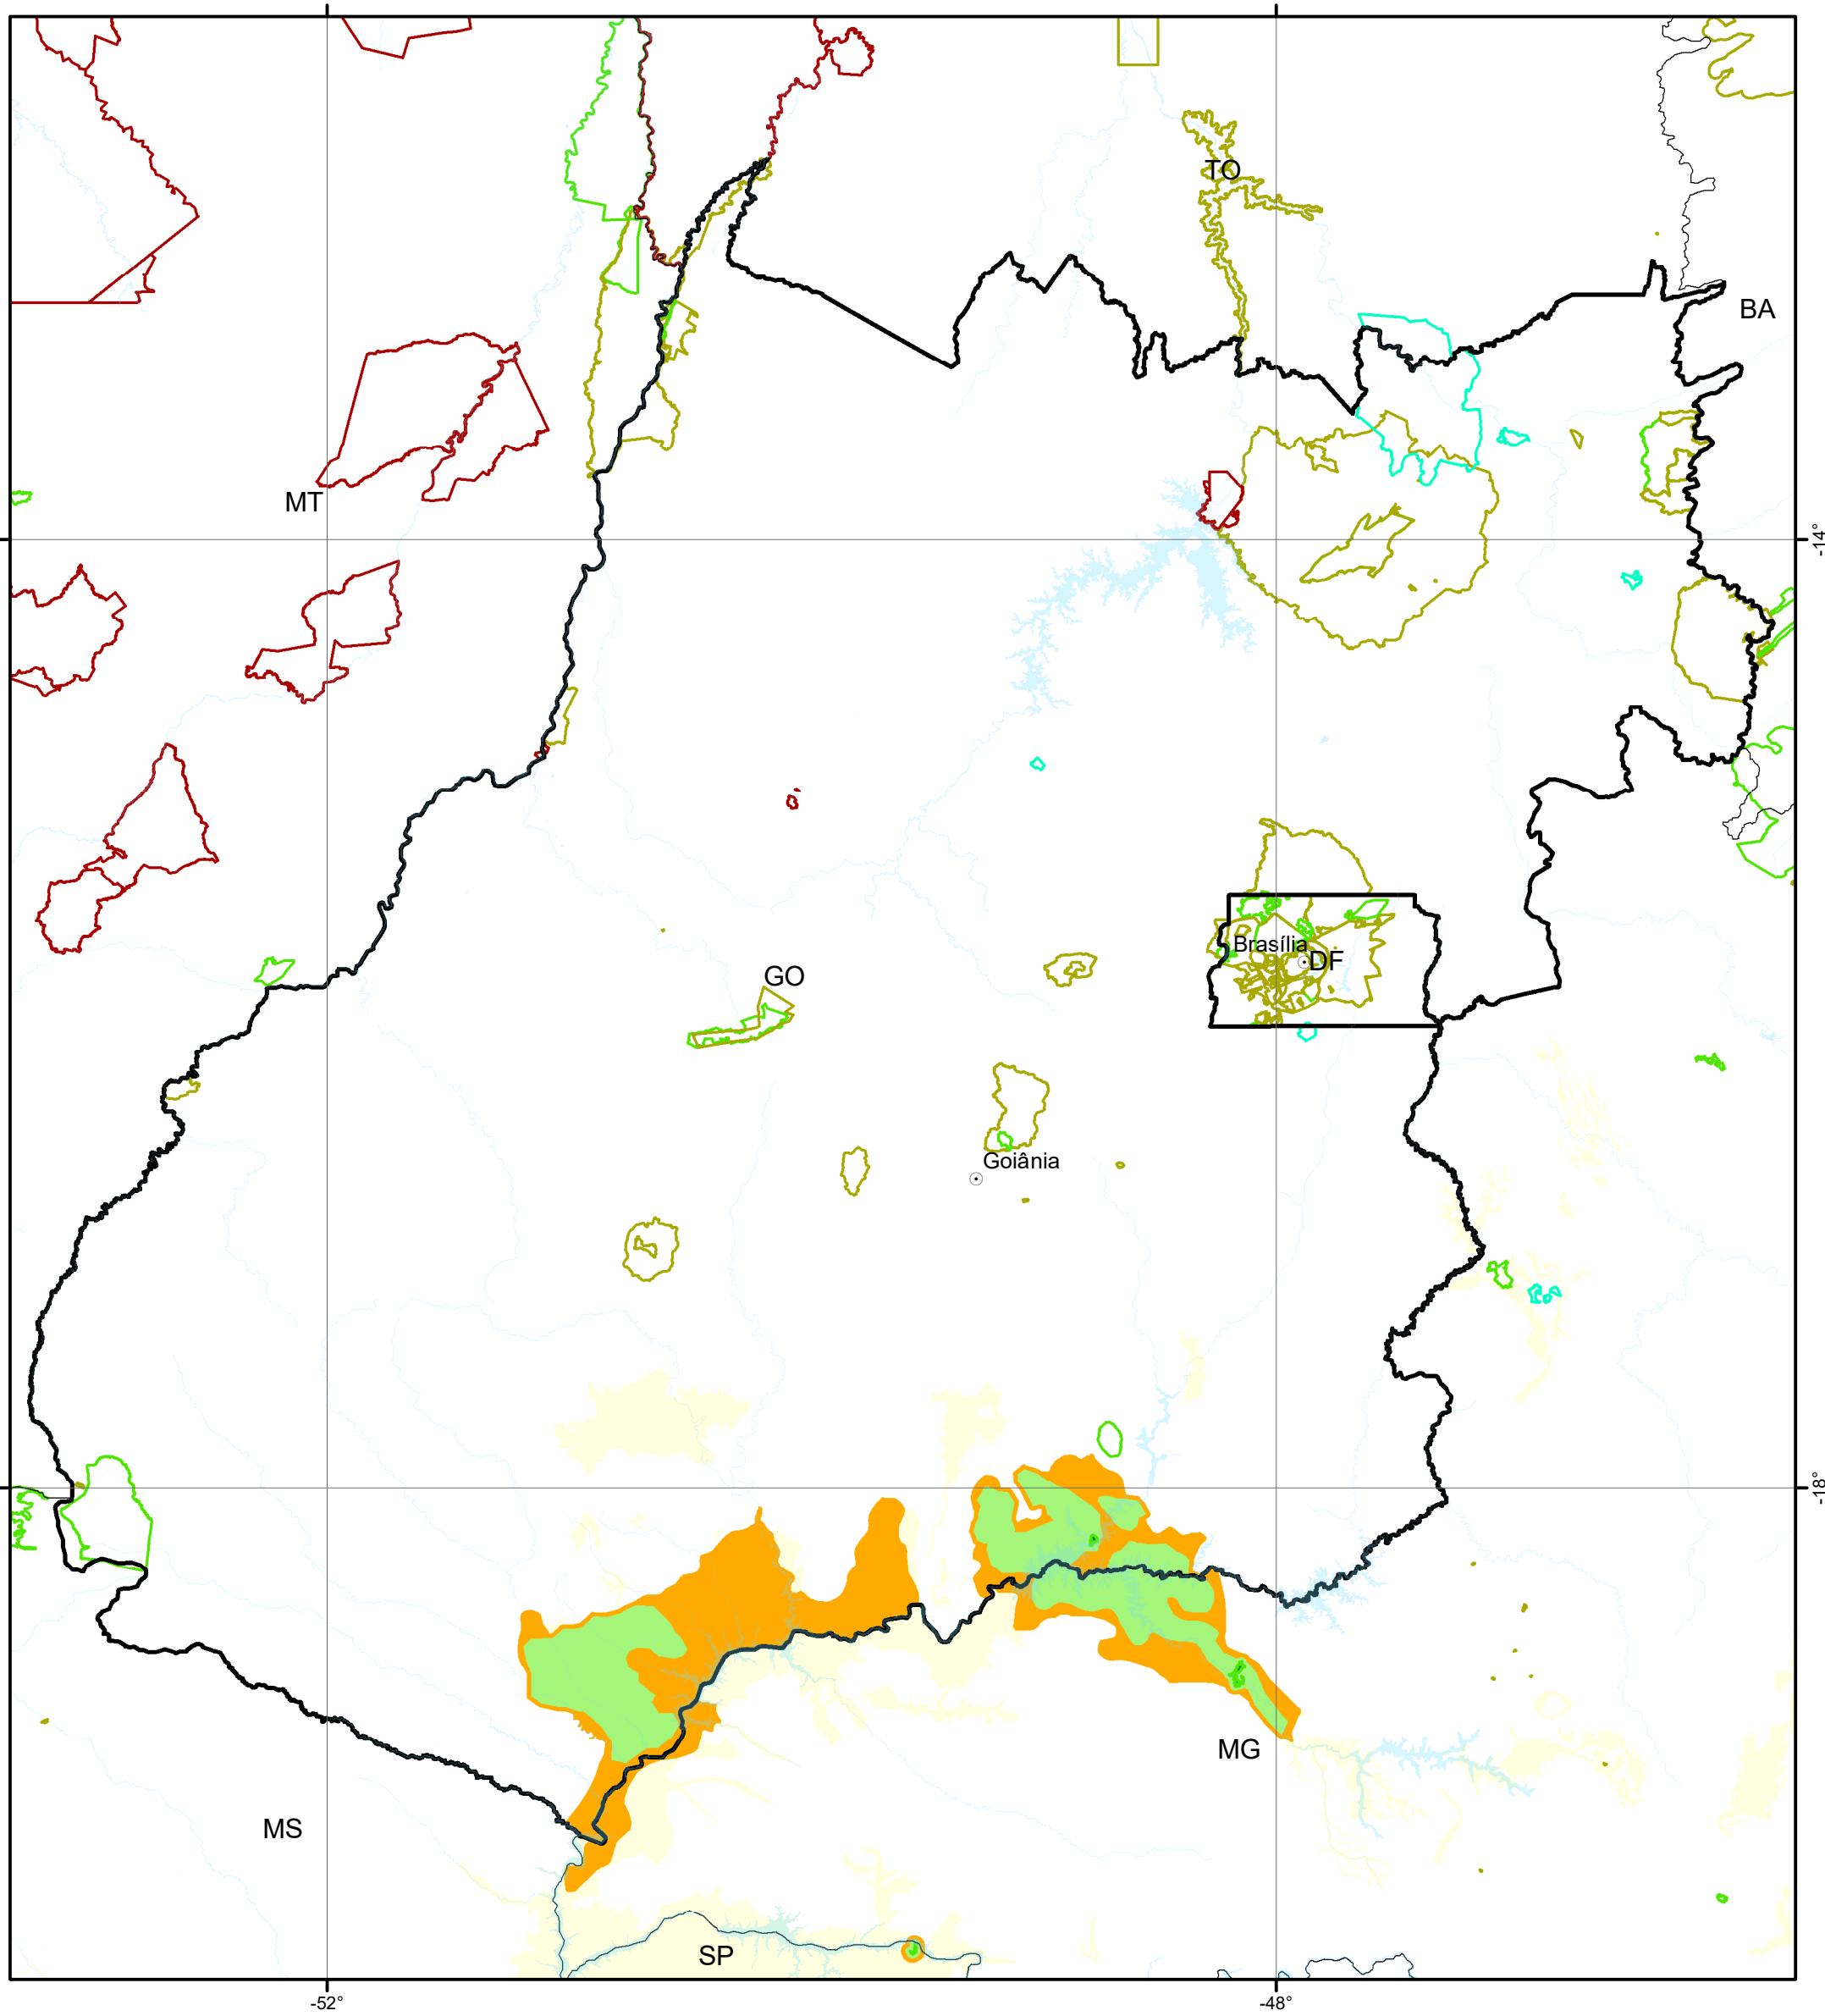 TO
BA
MT
-14°
Brasília
DF
GO
Goiânia
-18°
MG
MS
SP
-52°
-48°